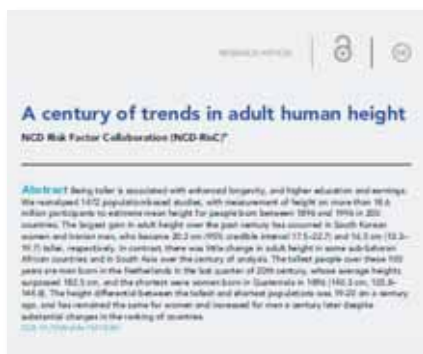 RESEARCH ARTICLE
A century of trends in adult human height
NCD Risk Factor Collaboration (NCD-RisC)*
Abstract Being taller is associated with enhanced longevity, and higher education and earnings.
We reanalysed 1472 population-based studies, with measurement of height on more than 18.6
million participants to estimate mean height for people born between 1896 and 1996 in 200
countries. The largest gain in adult height over the past century has occurred in South Korean
women and Iranian men, who became 20.2 cm (95% credible interval 17.5–22.7) and 16.5 cm (13.3–
19.7) taller, respectively. In contrast, there was little change in adult height in some sub-Saharan
African countries and in South Asia over the century of analysis. The tallest people over these 100
years are men born in the Netherlands in the last quarter of 20th century, whose average heights
surpassed 182.5 cm, and the shortest were women born in Guatemala in 1896 (140.3 cm; 135.8–
144.8). The height differential between the tallest and shortest populations was 19-20 cm a century
ago, and has remained the same for women and increased for men a century later despite
substantial changes in the ranking of countries.